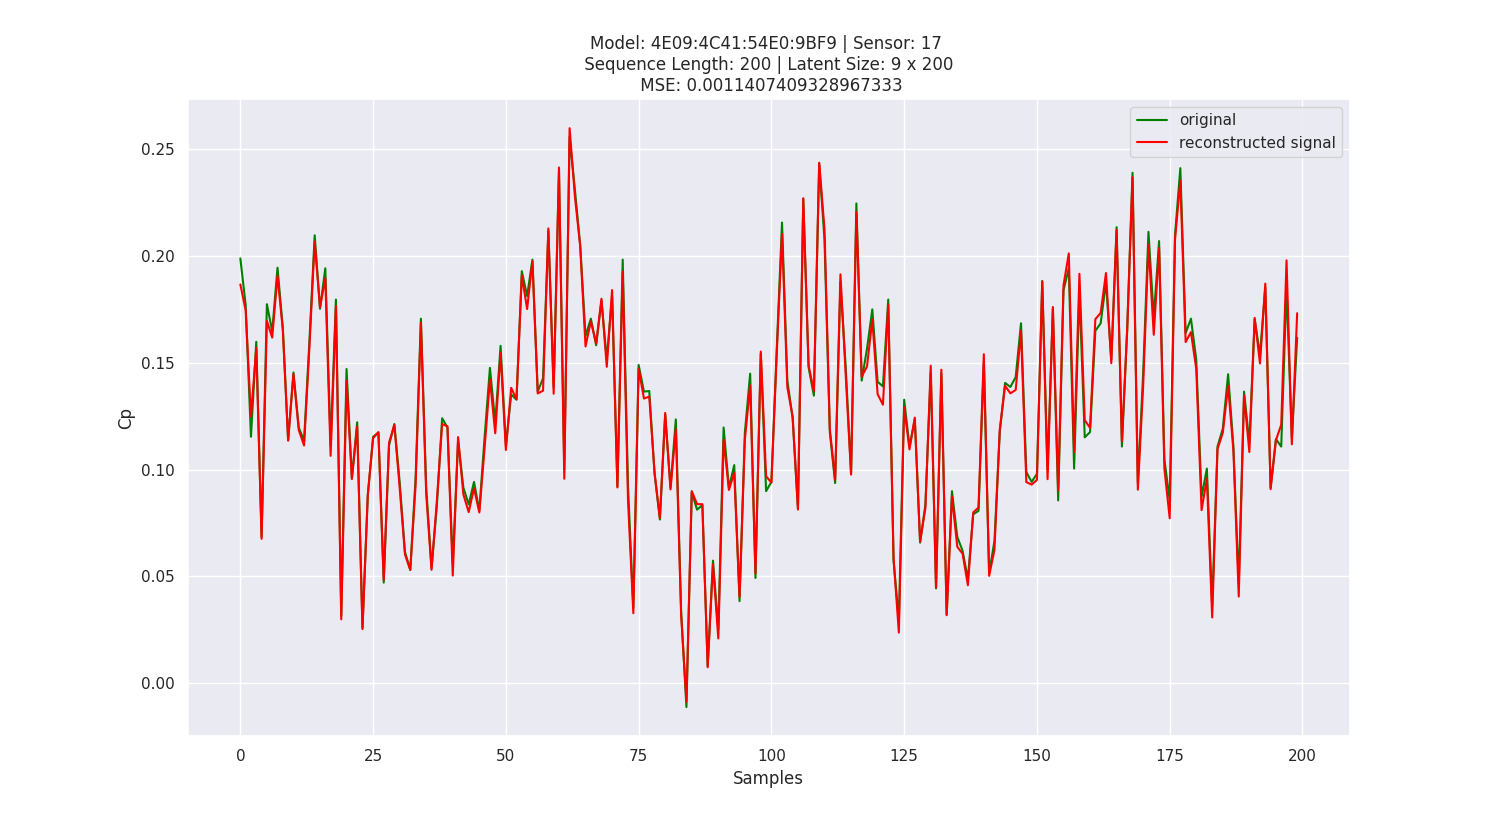 Model: 4E09:4C41:54E0:9BF9 | Sensor: 17
Sequence Length: 200 | Latent Size: 9 x 200
MSE: 0.0011407409328967333
original
reconstructed signal
Cp
0.25
0.20
0.15
0.10
0.05
0.00
0 25 50 75 100 125 150 175 200
Samples